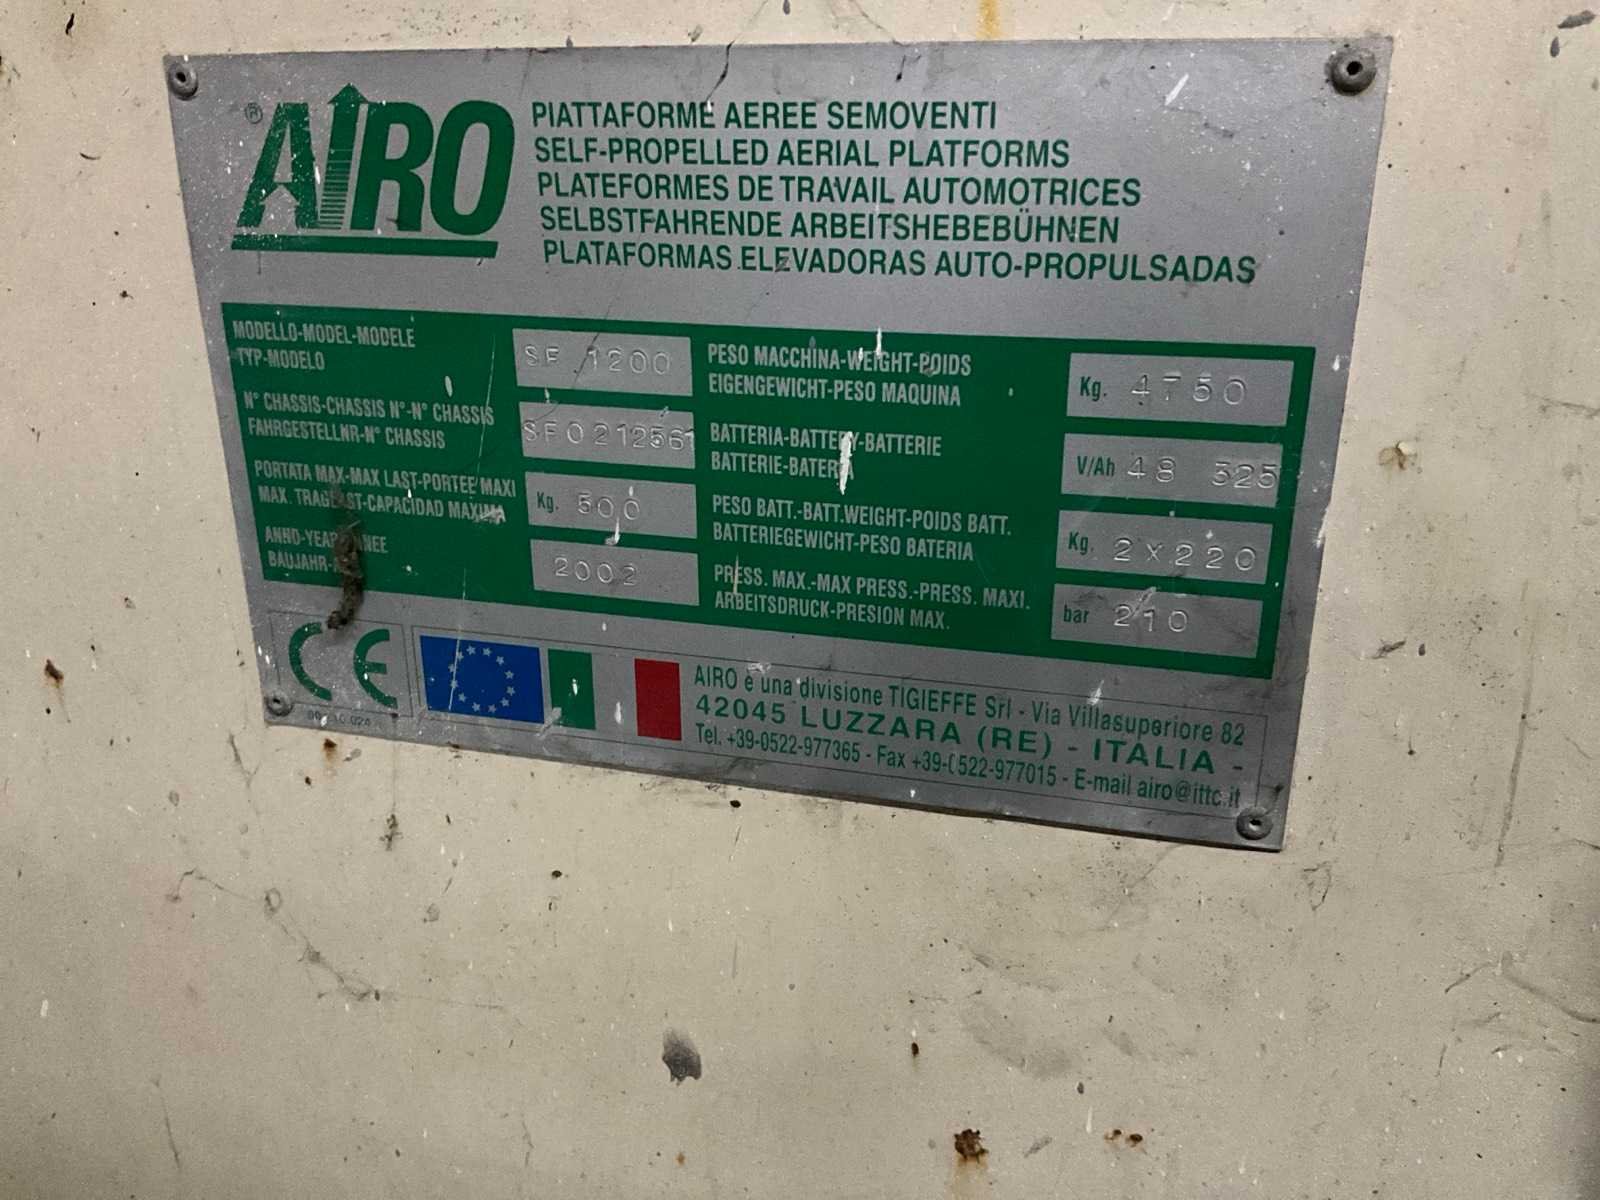 ® AIRO
PIATTAFORME AEREE SEMOVENTI
SELF-PROPELLED AERIAL PLATFORMS
PLATEFORMES DE TRAVAIL AUTOMOTRICES
SELBSTFAHRENDE ARBEITSHEBEBÜHNEN
PLATAFORMAS ELEVADORAS AUTO-PROPULSADAS
MODELLO-MODEL-MODELE
TYP-MODELO
SF 1200
N° CHASSIS-CHASSIS N°-N° CHASSIS
FAHRGESTELLNR-N° CHASSIS
SF0212561
PORTATA MAX-MAX LAST-PORTEE MAXI
MAX. TRAGLAST-CAPACIDAD MAXIMA
Kg. 500
ANNO-YEAR-ANNEE
BAUJAHR-
2002
PESO MACCHINA-WEIGHT-POIDS
EIGENGEWICHT-PESO MAQUINA
Kg. 4750
BATTERIA-BATTERY-BATTERIE
BATTERIE-BATERIA
V/Ah 48 325
PESO BATT.-BATT.WEIGHT-POIDS BATT.
BATTERIEGEWICHT-PESO BATERIA
Kg. 2x220
PRESS. MAX.-MAX PRESS.-PRESS. MAXI.
ARBEITSDRUCK-PRESION MAX.
bar 210
CE
AIRO è una divisione TIGIEFFE Srl - Via Villasuperiore 82
42045 LUZZARA (RE) - ITALIA -
Tel. +39-0522-977365 - Fax +39-0522-977015 - E-mail airo@ittc.it